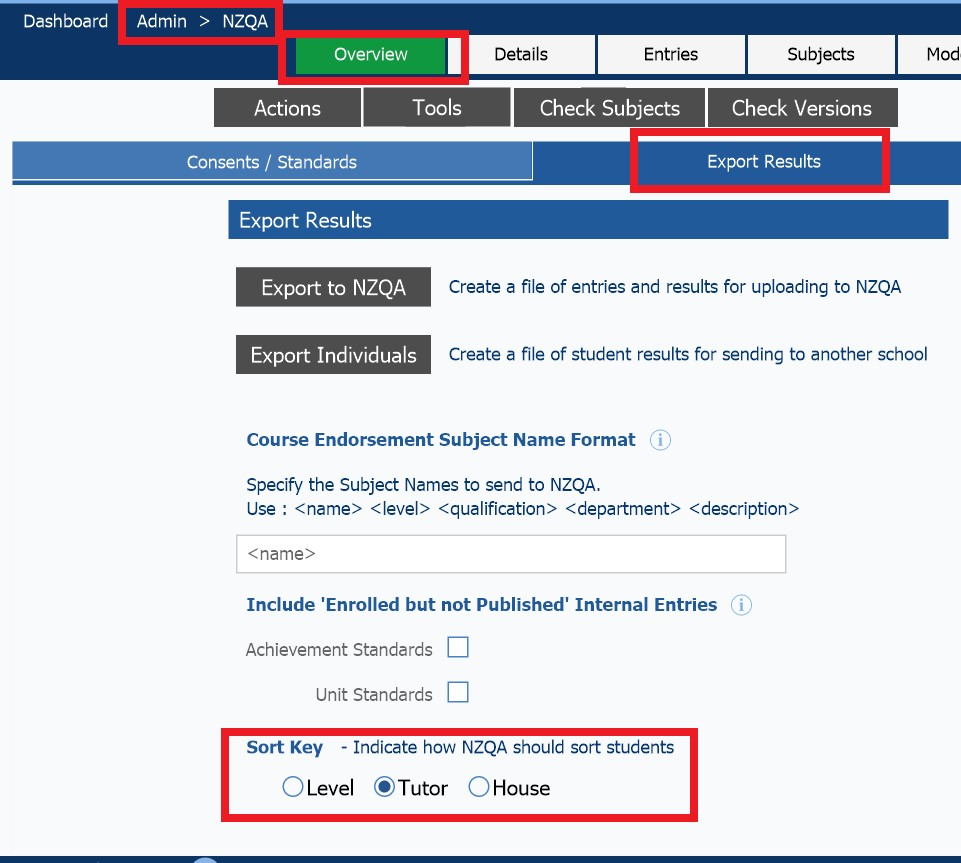 Dashboard Admin > NZQA
Overview Details Entries Subjects Mod
Actions Tools Check Subjects Check Versions
Consents / Standards Export Results
Export Results
Export to NZQA Create a file of entries and results for uploading to NZQA
Export Individuals Create a file of student results for sending to another school
Course Endorsement Subject Name Format i
Specify the Subject Names to send to NZQA.
Use : <name> <level> <qualification> <department> <description>
<name>
Include 'Enrolled but not Published' Internal Entries i
Achievement Standards
Unit Standards
Sort Key - Indicate how NZQA should sort students
Level Tutor House